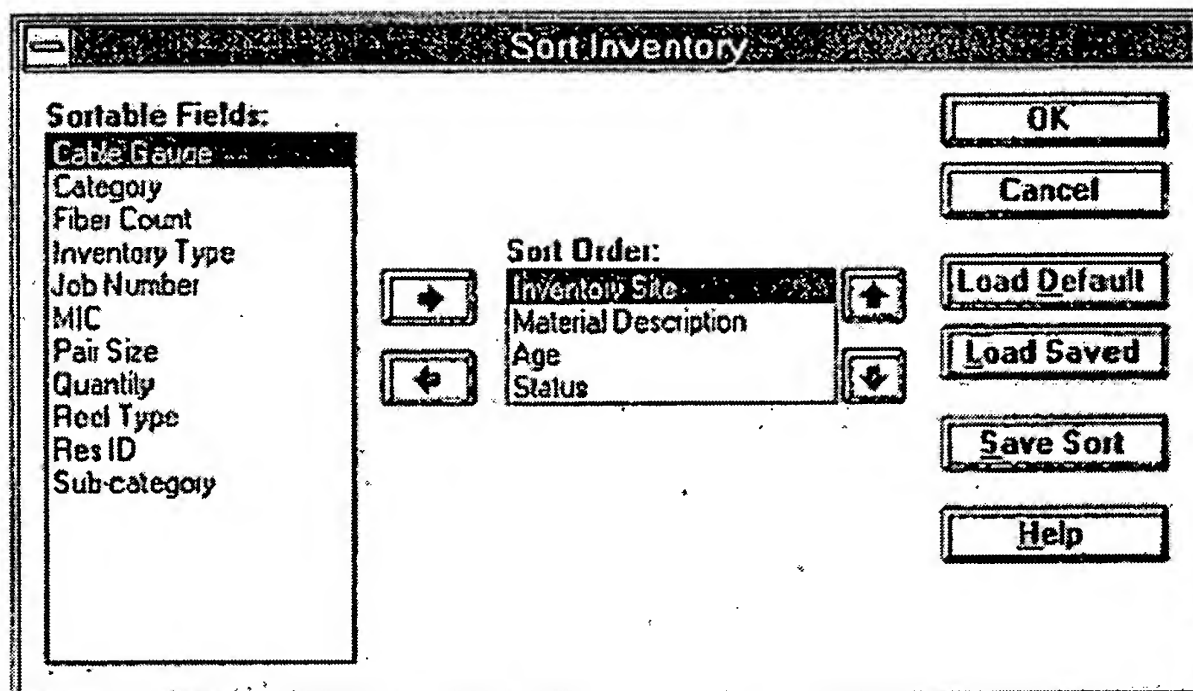 Sort Inventory
Sortable Fields:
Cable Gauge
Category
Fiber Count
Inventory Type
Job Number
MIC
Pair Size
Quantity
Reel Type
Res ID
Sub-category
Sort Order:
Inventory Site
Material Description
Age
Status
OK
Cancel
Load Default
Load Saved
Save Sort
Help